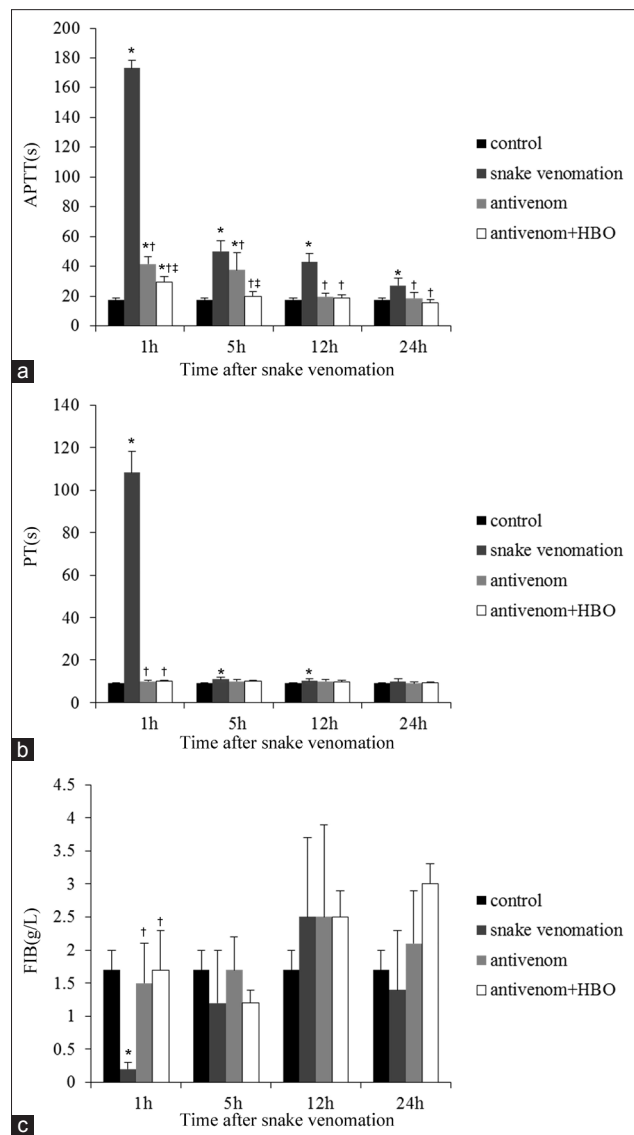 200
180
160
140
120
100
80
60
40
20
0
APTT(s)
*
*†
*†‡
*
*†
†‡
*
†
†
*
†
†
1h 5h 12h 24h
Time after snake venomation
control
snake venomation
antivenom
antivenom+HBO
a
140
120
100
80
60
40
20
0
PT(s)
*
†
†
*
*
1h 5h 12h 24h
Time after snake venomation
control
snake venomation
antivenom
antivenom+HBO
b
4.5
4
3.5
3
2.5
2
1.5
1
0.5
0
FIB(g/L)
*
†
†
1h 5h 12h 24h
Time after snake venomation
control
snake venomation
antivenom
antivenom+HBO
c